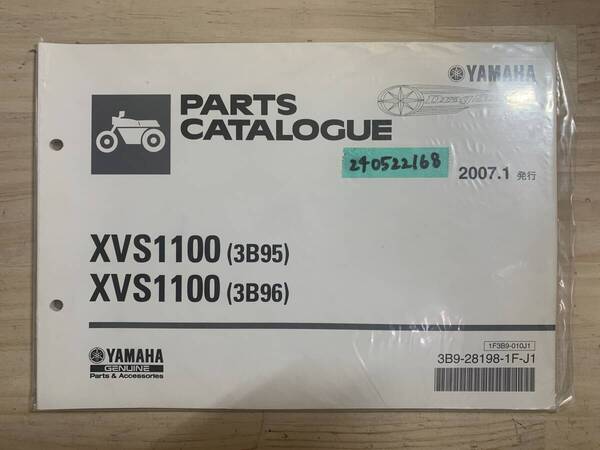 YAMAHA
PARTS
CATALOGUE
240522168
2007.1 発行
XVS1100 (3B95)
XVS1100 (3B96)
YAMAHA
GENUINE
Parts & Accessories
1F3B9-010J1
3B9-28198-1F-J1